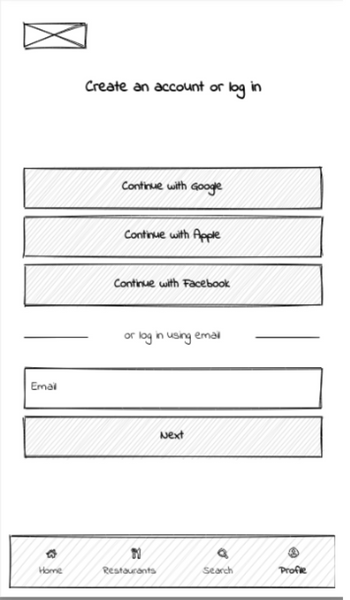 Create an account or log in
Continue with Google
Continue with Apple
Continue with Facebook
or log in using email
Email
Next
Home
Restaurants
Search
Profile